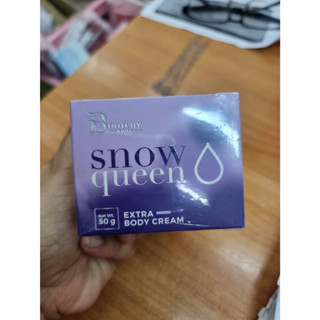 snow
queen
Net Wt.
50 g
EXTRA
BODY CREAM